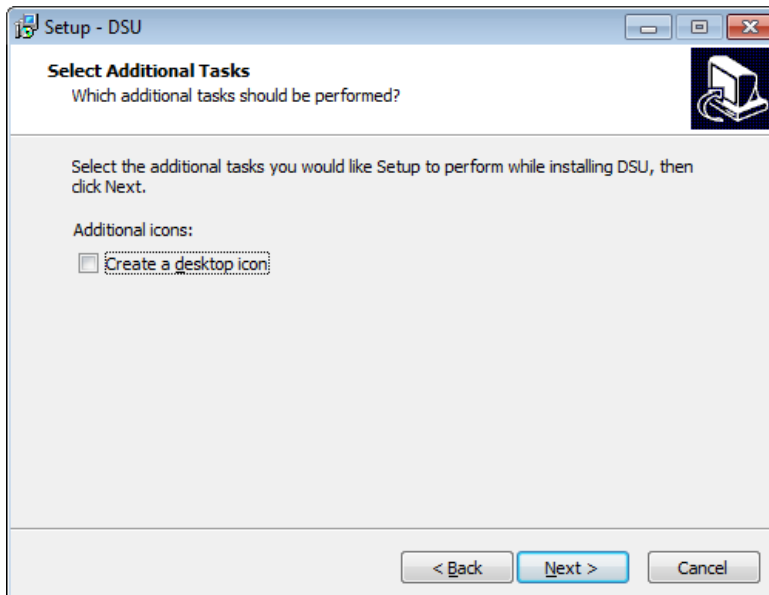 Setup - DSU
Select Additional Tasks
Which additional tasks should be performed?
Select the additional tasks you would like Setup to perform while installing DSU, then
click Next.
Additional icons:
Create a desktop icon
< Back Next > Cancel